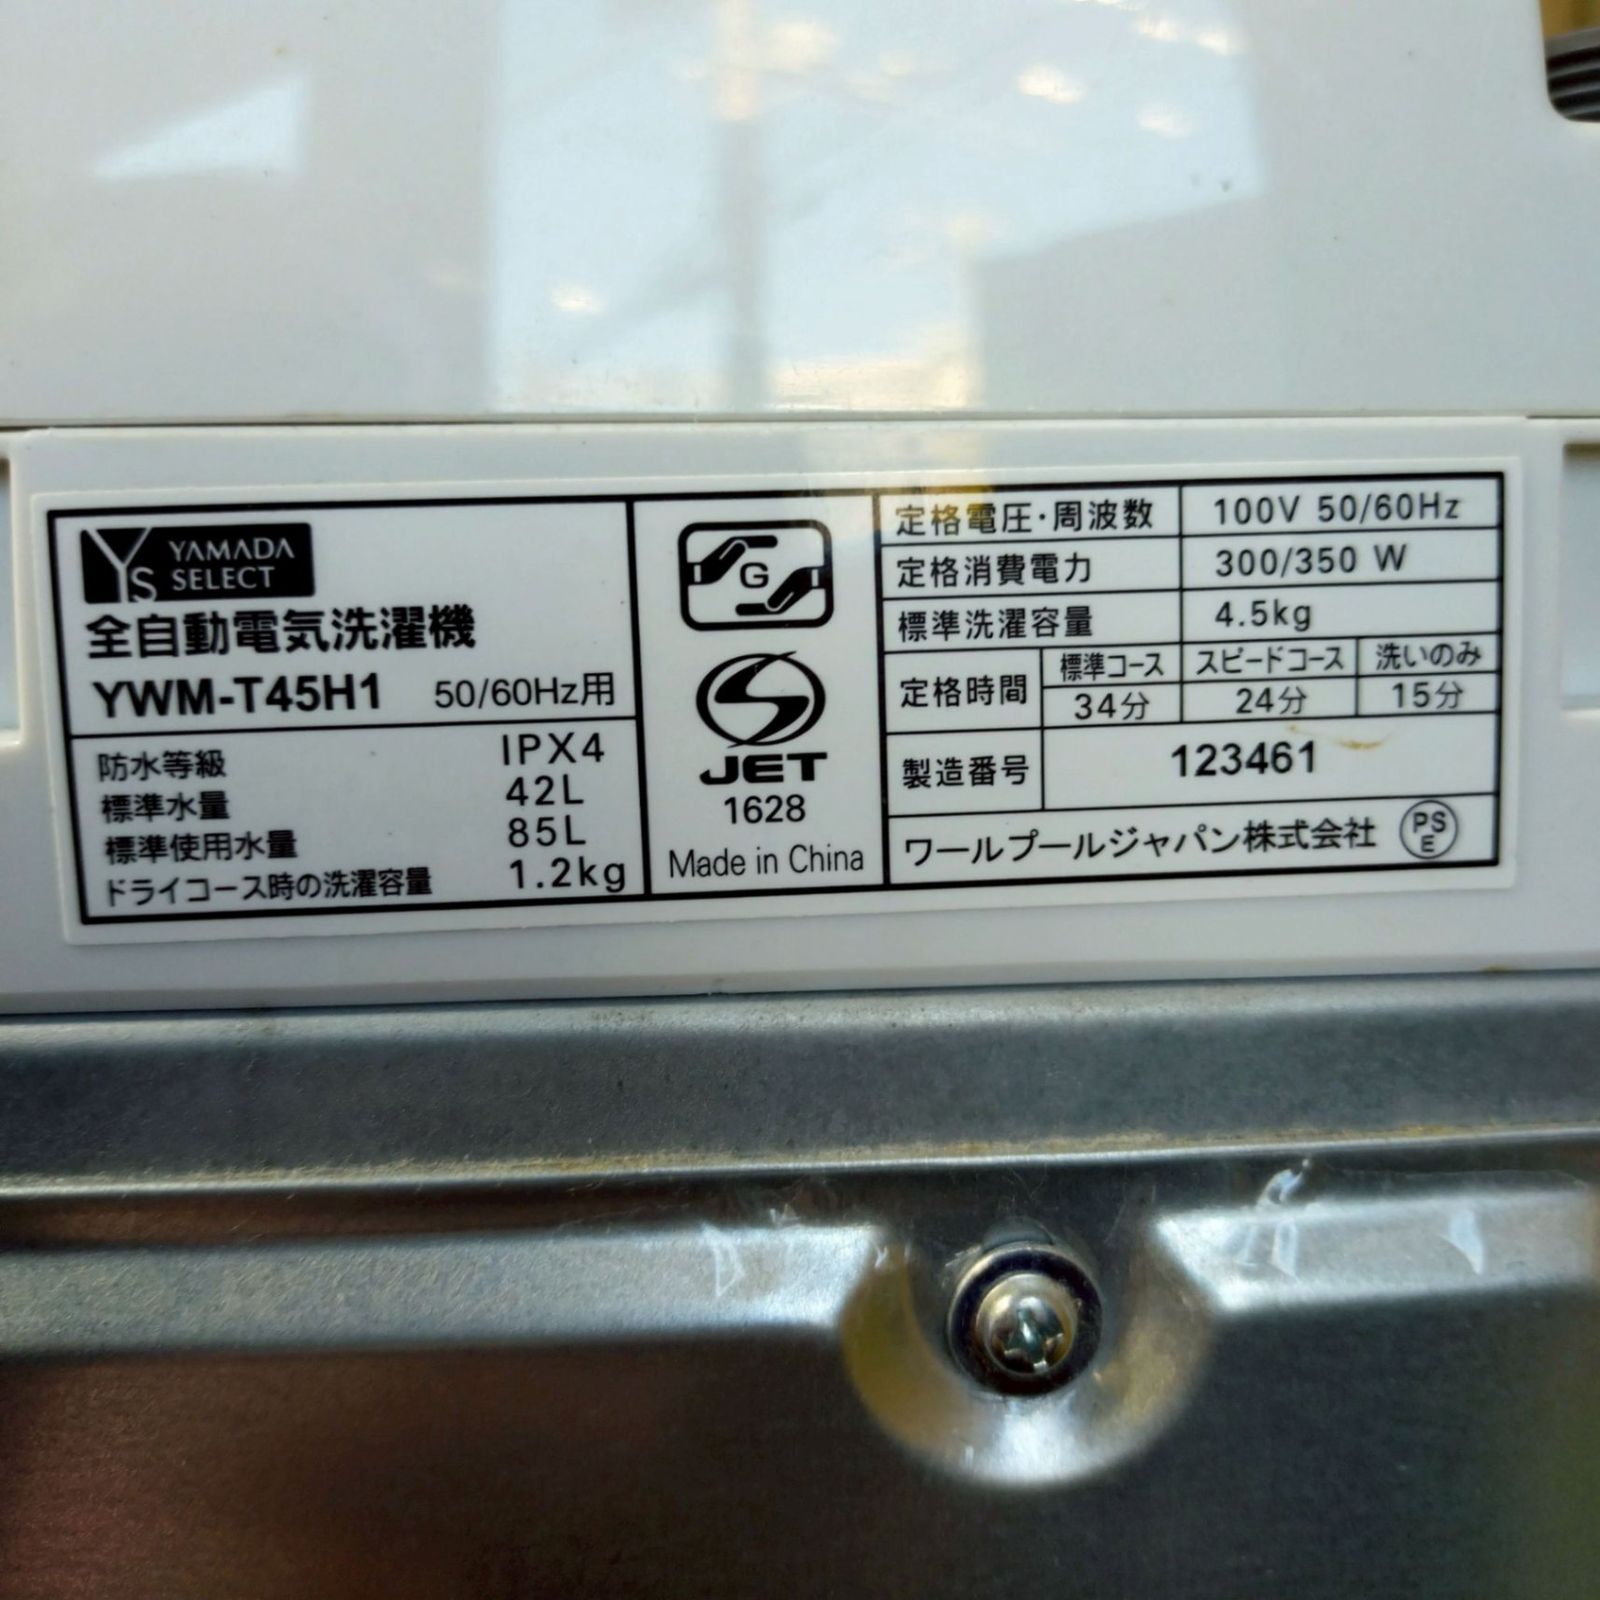 YS YAMADA SELECT
全自動電気洗濯機
YWM-T45H1 50/60Hz用
防水等級 IPX4
標準水量 42L
標準使用水量 85L
ドライコース時の洗濯容量 1.2kg
G
S
JET
1628
Made in China
定格電圧・周波数 100V 50/60Hz
定格消費電力 300/350 W
標準洗濯容量 4.5kg
定格時間 標準コース スピードコース 洗いのみ
34分 24分 15分
製造番号 123461
ワールプールジャパン株式会社 PSE